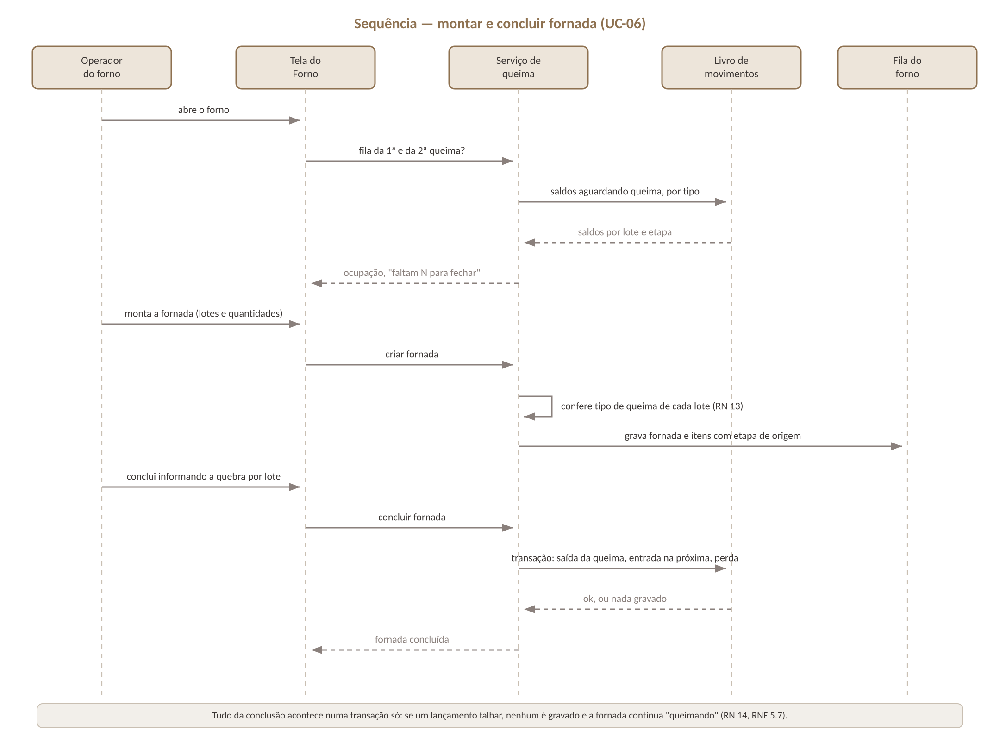 Sequência — montar e concluir fornada (UC-06)
Operador
do forno
Tela do
Forno
Serviço de
queima
Livro de
movimentos
Fila do
forno
abre o forno
fila da 1ª e da 2ª queima?
saldos aguardando queima, por tipo
saldos por lote e etapa
ocupação, "faltam N para fechar"
monta a fornada (lotes e quantidades)
criar fornada
confere tipo de queima de cada lote (RN 13)
grava fornada e itens com etapa de origem
conclui informando a quebra por lote
concluir fornada
transação: saída da queima, entrada na próxima, perda
ok, ou nada gravado
fornada concluída
Tudo da conclusão acontece numa transação só: se um lançamento falhar, nenhum é gravado e a fornada continua "queimando" (RN 14, RNF 5.7).